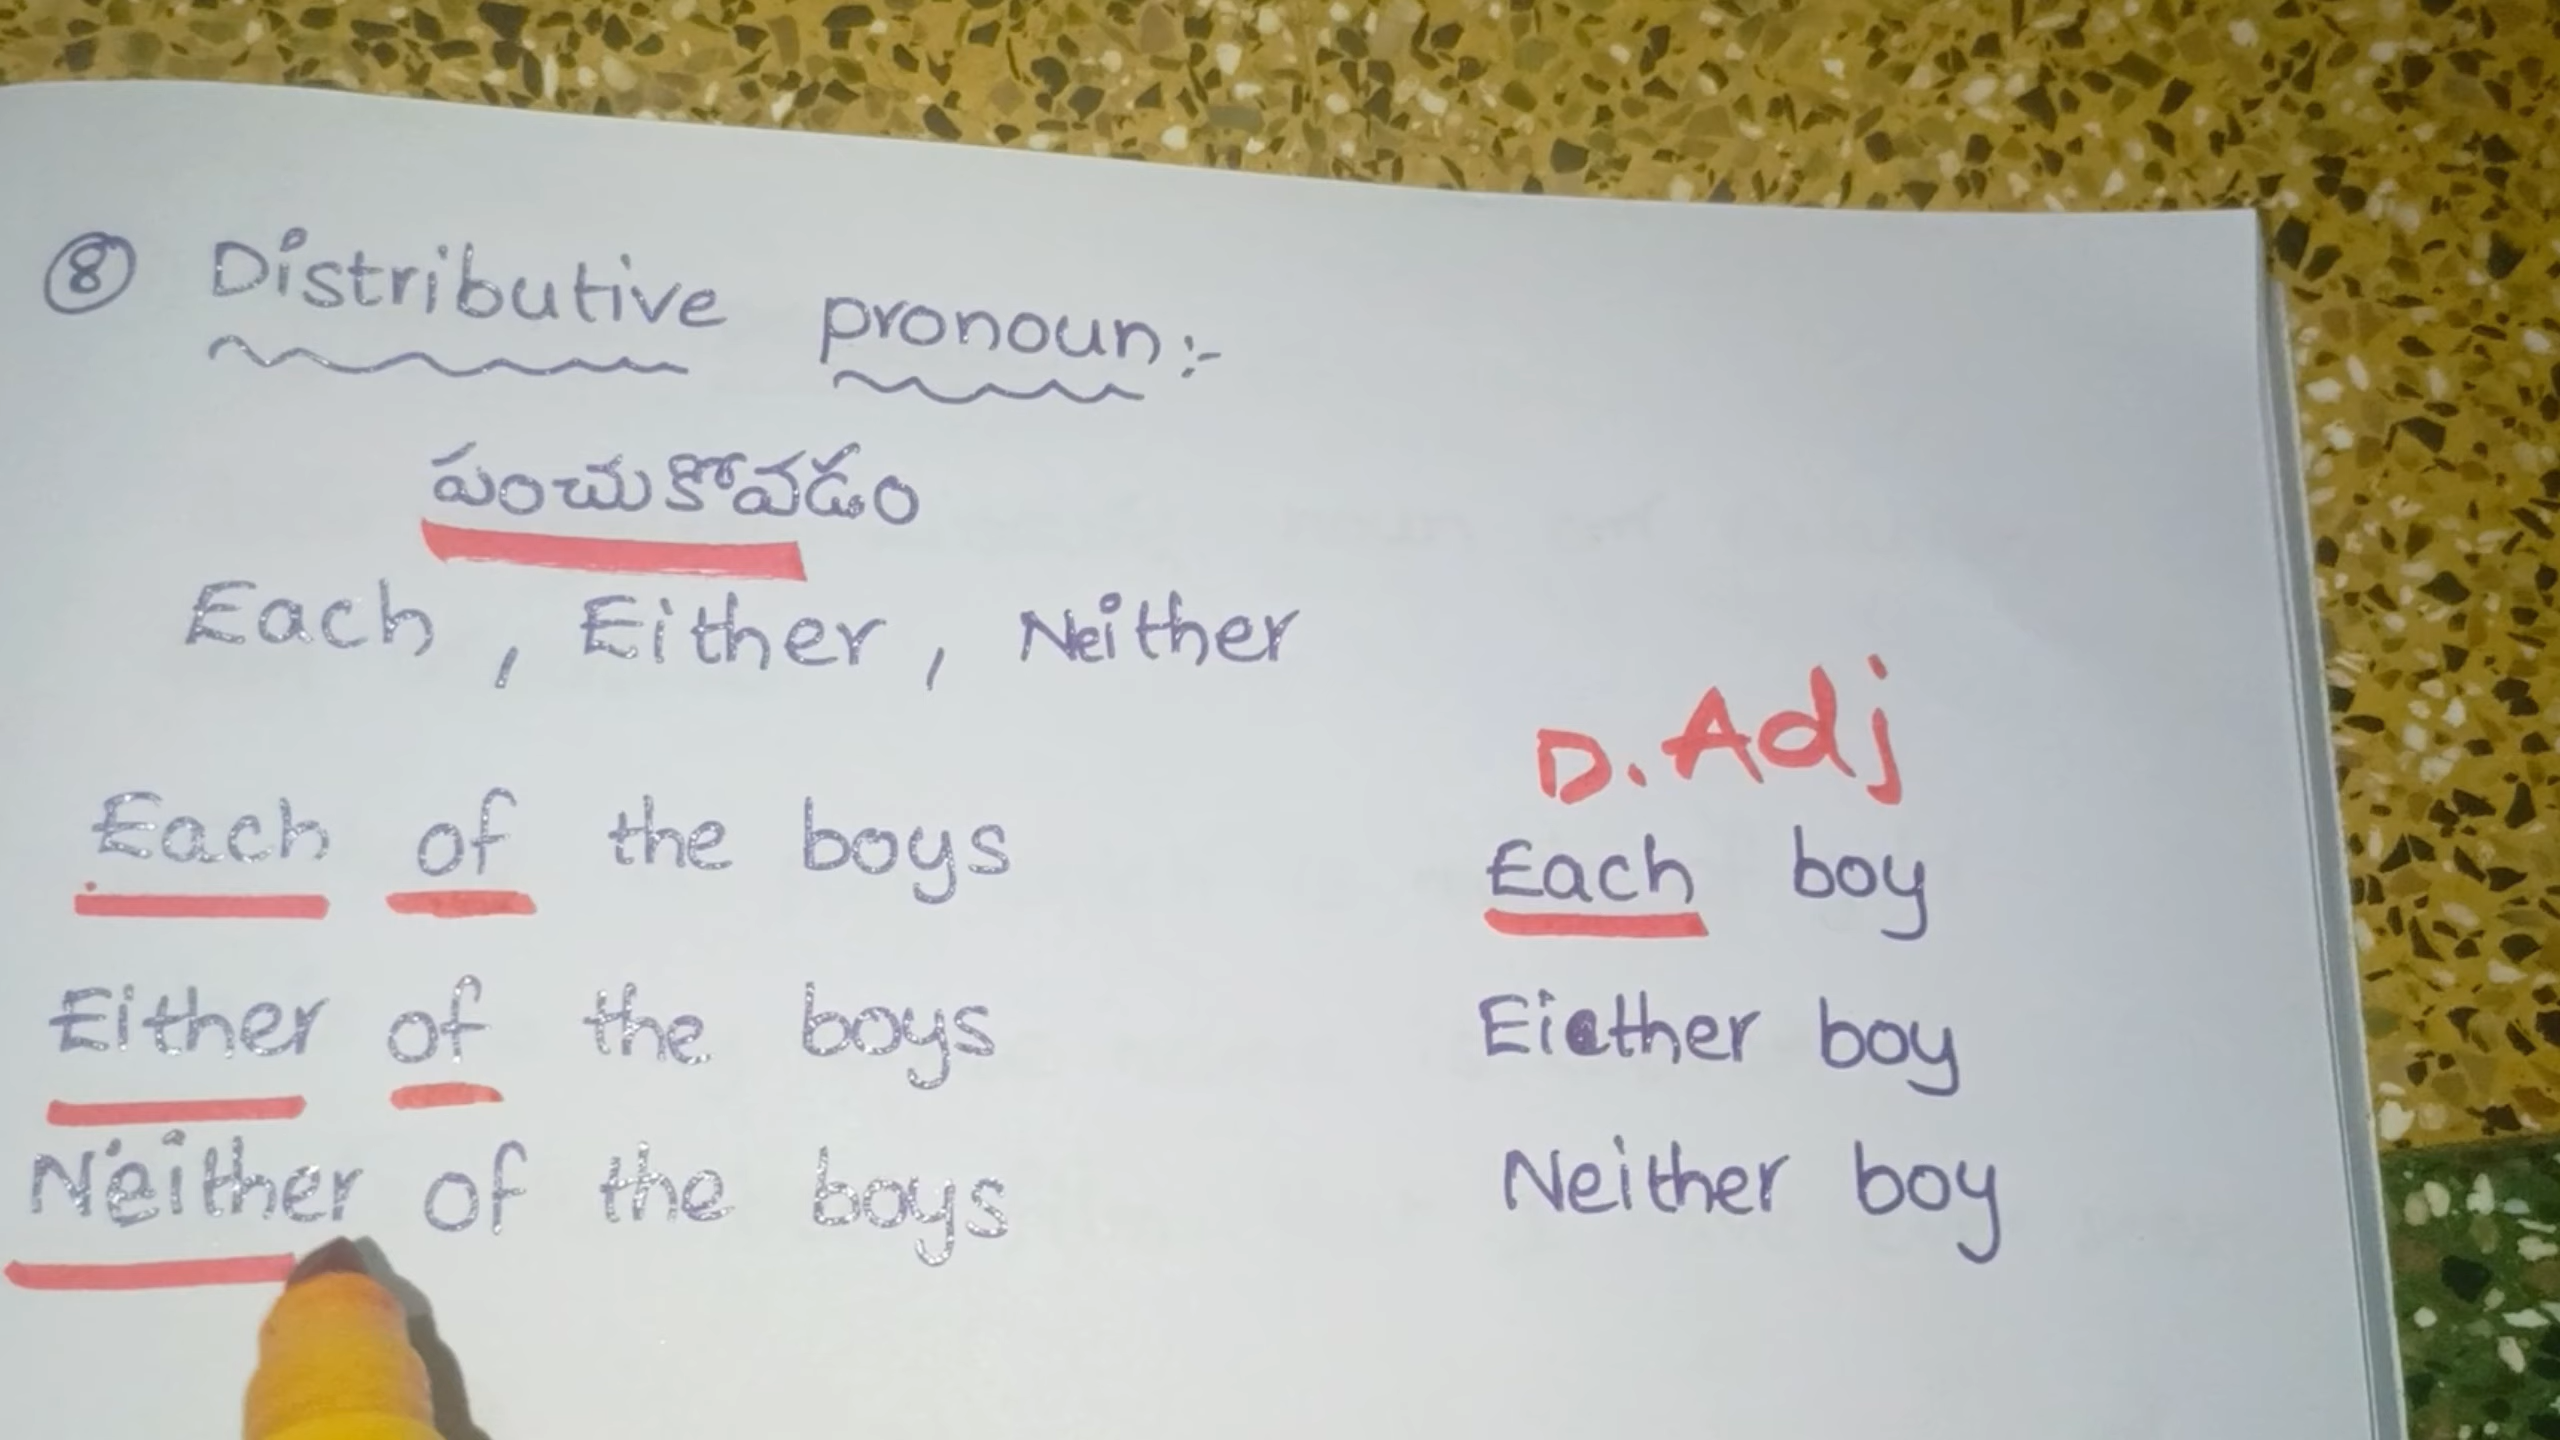 ⑧ Distributive pronoun:-
పంచుకోవడం
Each, Either, Neither
D. Adj
Each of the boys Each boy
Either of the boys Eicther boy
Neither of the boys Neither boy